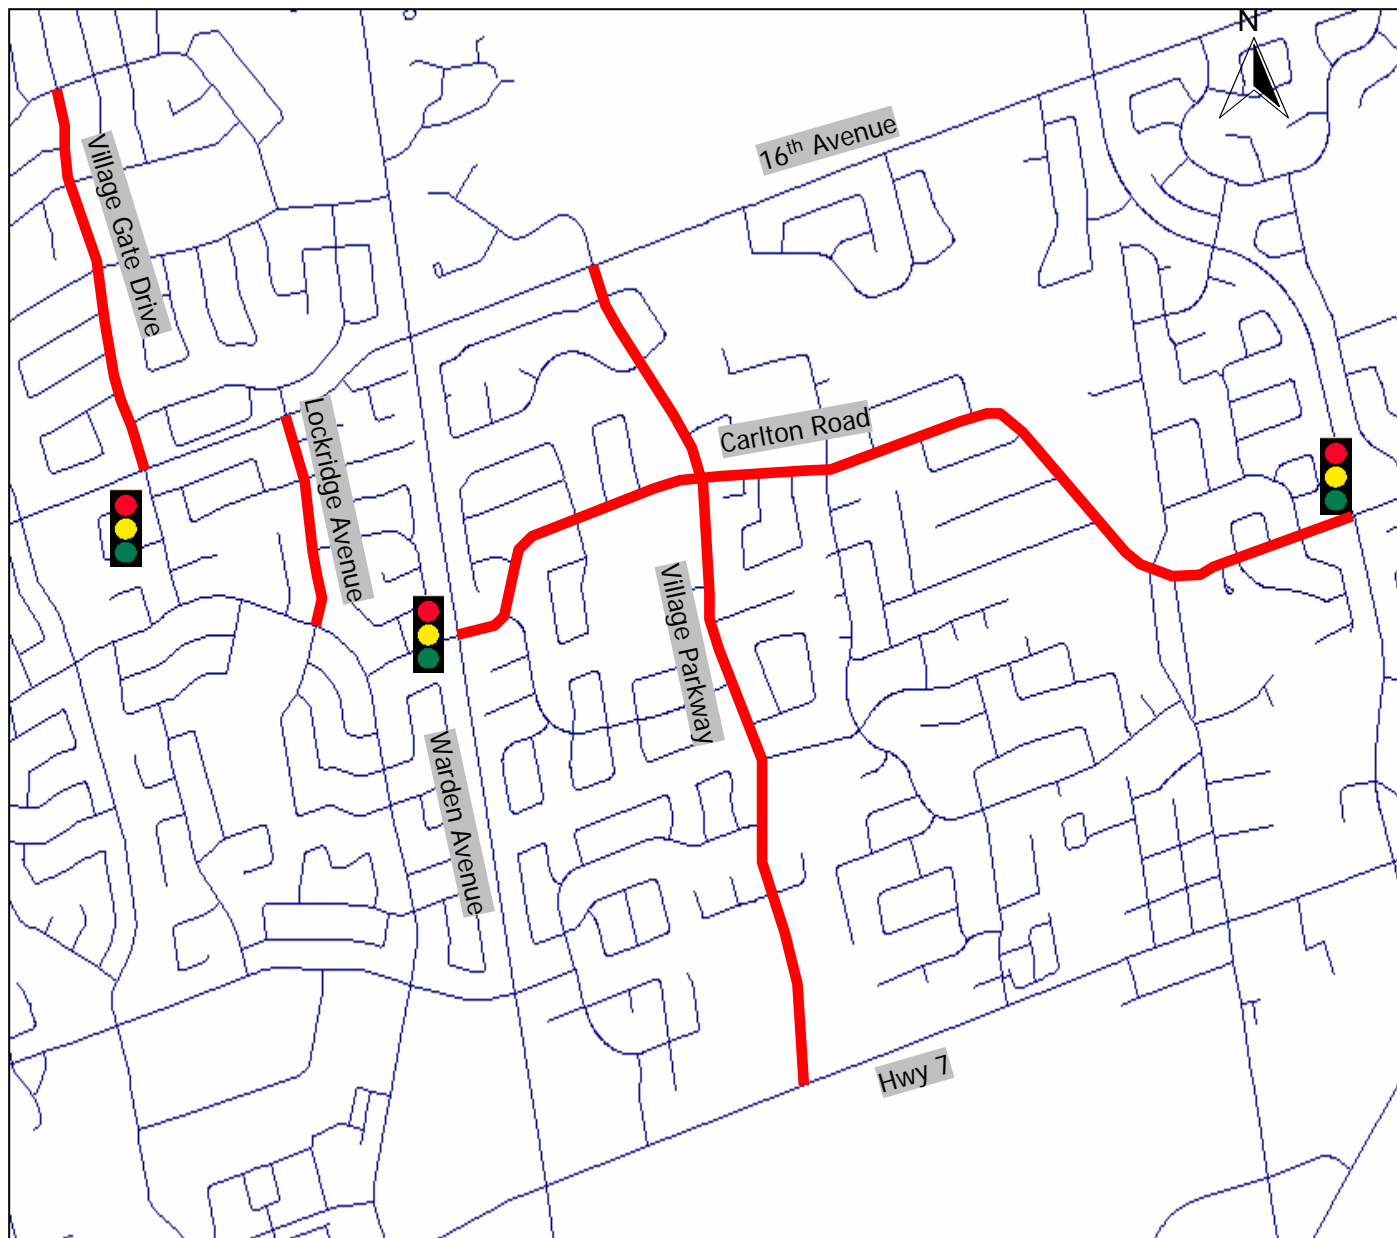 N
16th Avenue
Village Gate Drive
Lockridge Avenue
Carlton Road
Village Parkway
Warden Avenue
Hwy 7